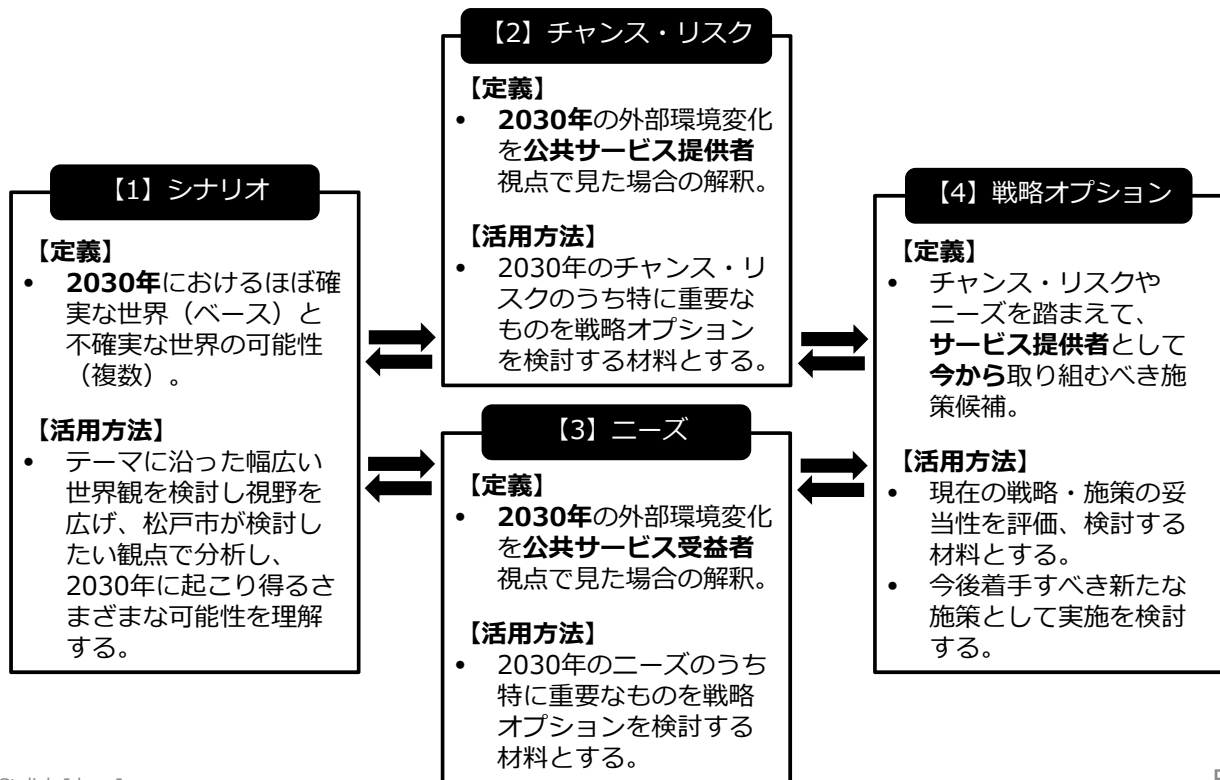 【1】シナリオ
【定義】
• 2030年におけるほぼ確
実な世界（ベース）と
不確実な世界の可能性
（複数）。
【活用方法】
• テーマに沿った幅広い
世界観を検討し視野を
広げ、松戸市が検討し
たい観点で分析し、
2030年に起こり得るさ
まざまな可能性を理解
する。
【2】チャンス・リスク
【定義】
• 2030年の外部環境変化
を公共サービス提供者
視点で見た場合の解釈。
【活用方法】
• 2030年のチャンス・リ
スクのうち特に重要な
ものを戦略オプション
を検討する材料とする。
【3】ニーズ
【定義】
• 2030年の外部環境変化
を公共サービス受益者
視点で見た場合の解釈。
【活用方法】
• 2030年のニーズのうち
特に重要なものを戦略
オプションを検討する
材料とする。
【4】戦略オプション
【定義】
• チャンス・リスクや
ニーズを踏まえて、
サービス提供者として
今から取り組むべき施
策候補。
【活用方法】
• 現在の戦略・施策の妥
当性を評価、検討する
材料とする。
• 今後着手すべき新たな
施策として実施を検討
する。